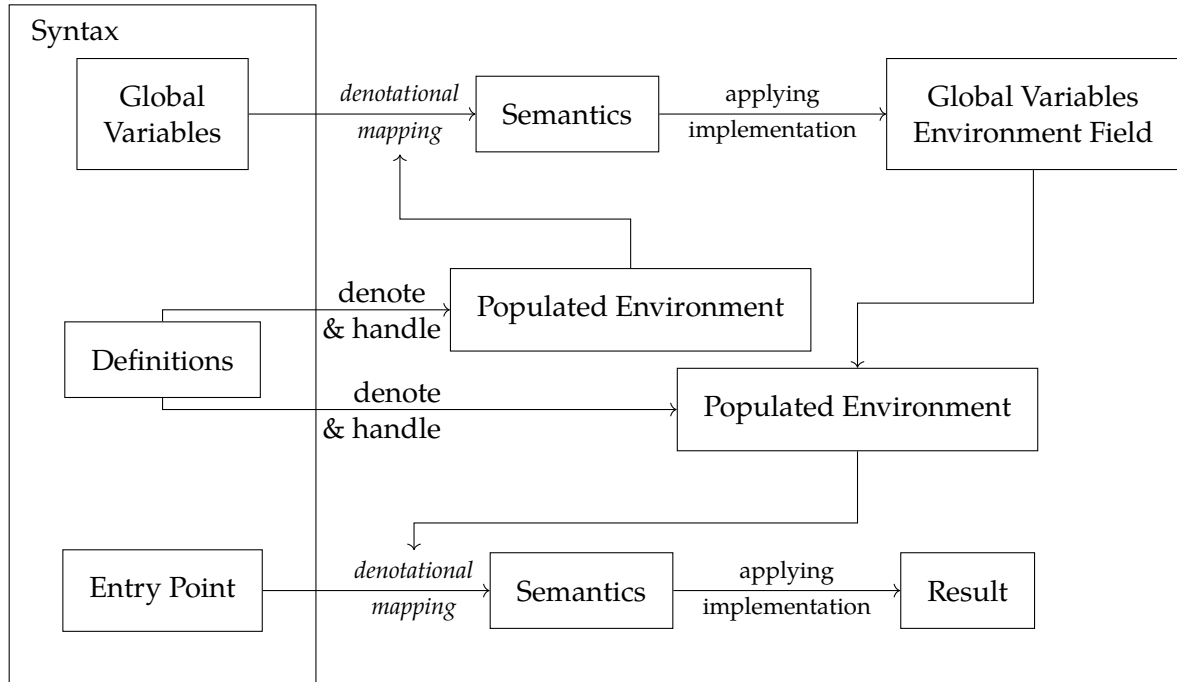 Syntax
Global
Variables
denotational
mapping
Semantics
applying
implementation
Global Variables
Environment Field
denote
& handle
Populated Environment
Definitions
denote
& handle
Populated Environment
Entry Point
denotational
mapping
Semantics
applying
implementation
Result